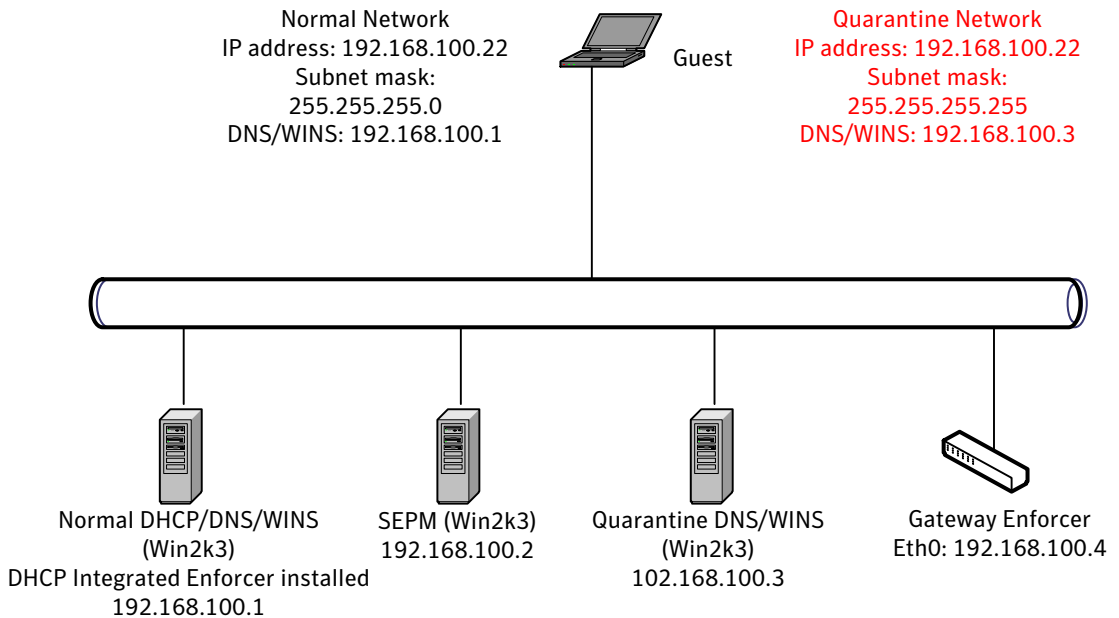 Normal Network
IP address: 192.168.100.22
Subnet mask:
255.255.255.0
DNS/WINS: 192.168.100.1
Guest
Quarantine Network
IP address: 192.168.100.22
Subnet mask:
255.255.255.255
DNS/WINS: 192.168.100.3
Normal DHCP/DNS/WINS
(Win2k3)
DHCP Integrated Enforcer installed
192.168.100.1
SEPM (Win2k3)
192.168.100.2
Quarantine DNS/WINS
(Win2k3)
102.168.100.3
Gateway Enforcer
Eth0: 192.168.100.4